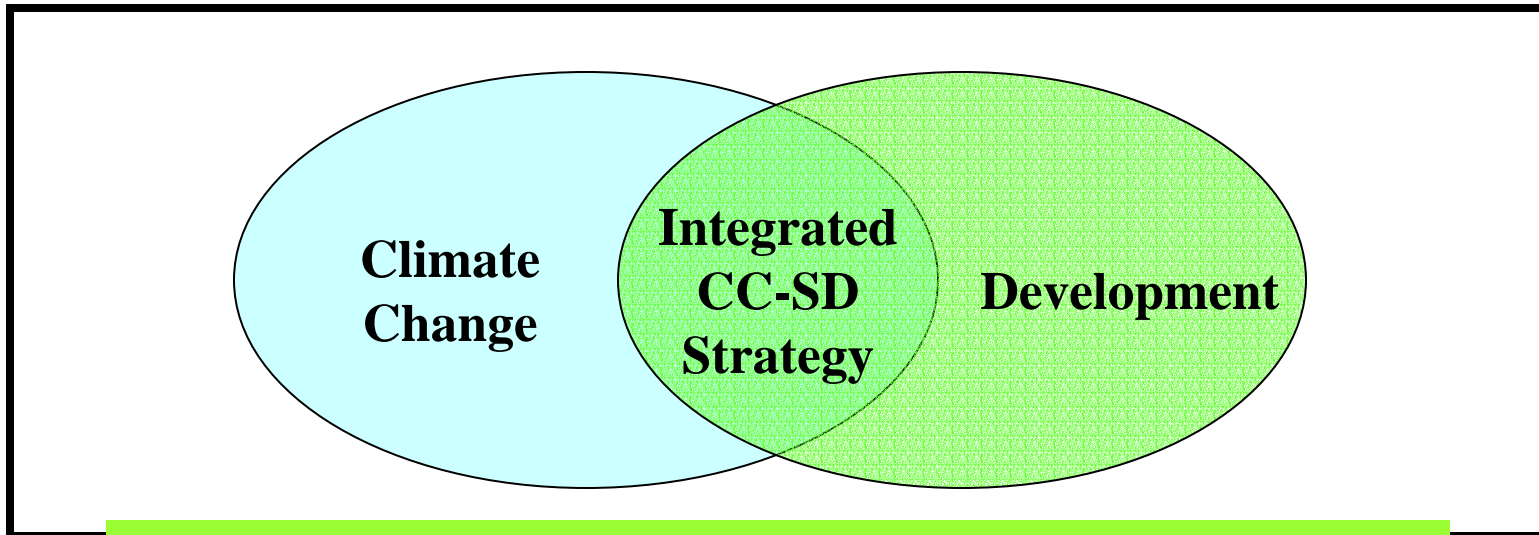 Climate
Change
Integrated
CC-SD
Strategy
Development